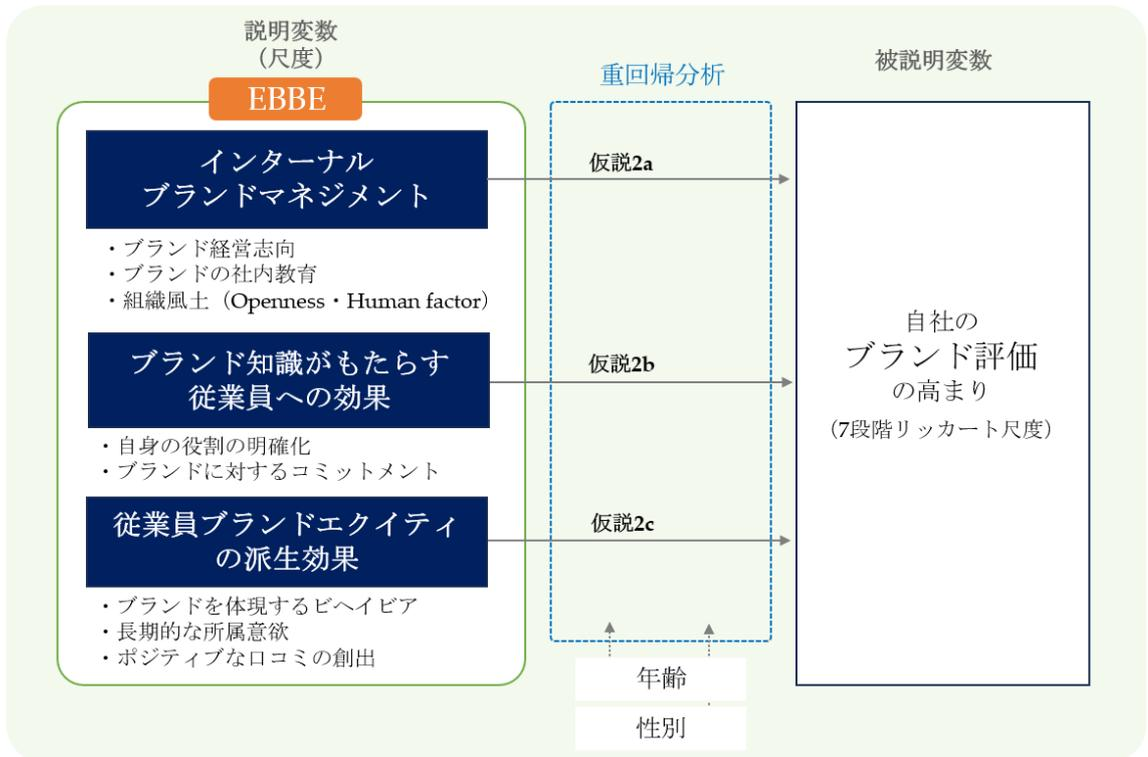 説明変数
（尺度）
EBBE
インターナル
ブランドマネジメント
・ブランド経営志向
・ブランドの社内教育
・組織風土（Openness・Human factor）
ブランド知識がもたらす
従業員への効果
・自身の役割の明確化
・ブランドに対するコミットメント
従業員ブランドエクイティ
の派生効果
・ブランドを体現するビヘイビア
・長期的な所属意欲
・ポジティブな口コミの創出
重回帰分析
仮説2a
仮説2b
仮説2c
年齢
性別
被説明変数
自社の
ブランド評価
の高まり
（7段階リッカート尺度）